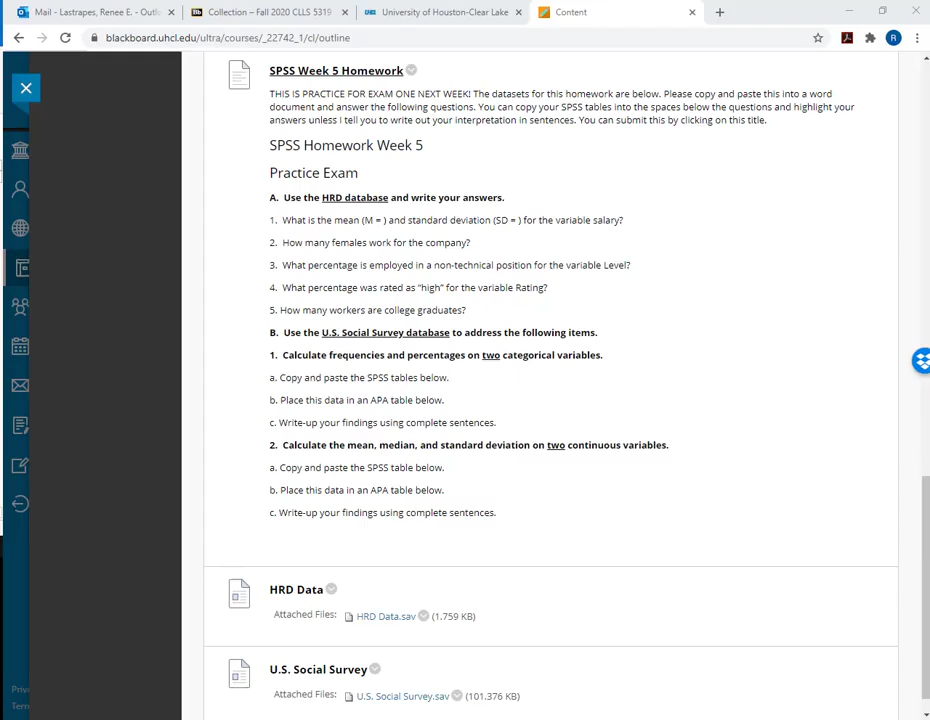 Mail - Lastrapes, Renee E. - Outlo
Collection – Fall 2020 CLLS 5319
University of Houston-Clear Lake
Content
blackboard.uhcl.edu/ultra/courses/_22742_1/cl/outline
R
SPSS Week 5 Homework
THIS IS PRACTICE FOR EXAM ONE NEXT WEEK! The datasets for this homework are below. Please copy and paste this into a word
document and answer the following questions. You can copy your SPSS tables into the spaces below the questions and highlight your
answers unless I tell you to write out your interpretation in sentences. You can submit this by clicking on this title.
SPSS Homework Week 5
Practice Exam
A. Use the HRD database and write your answers.
1. What is the mean (M = ) and standard deviation (SD = ) for the variable salary?
2. How many females work for the company?
3. What percentage is employed in a non-technical position for the variable Level?
4. What percentage was rated as “high” for the variable Rating?
5. How many workers are college graduates?
B. Use the U.S. Social Survey database to address the following items.
1. Calculate frequencies and percentages on two categorical variables.
a. Copy and paste the SPSS tables below.
b. Place this data in an APA table below.
c. Write-up your findings using complete sentences.
2. Calculate the mean, median, and standard deviation on two continuous variables.
a. Copy and paste the SPSS table below.
b. Place this data in an APA table below.
c. Write-up your findings using complete sentences.
HRD Data
Attached Files: HRD Data.sav (1.759 KB)
U.S. Social Survey
Attached Files: U.S. Social Survey.sav (101.376 KB)
Priv
Term